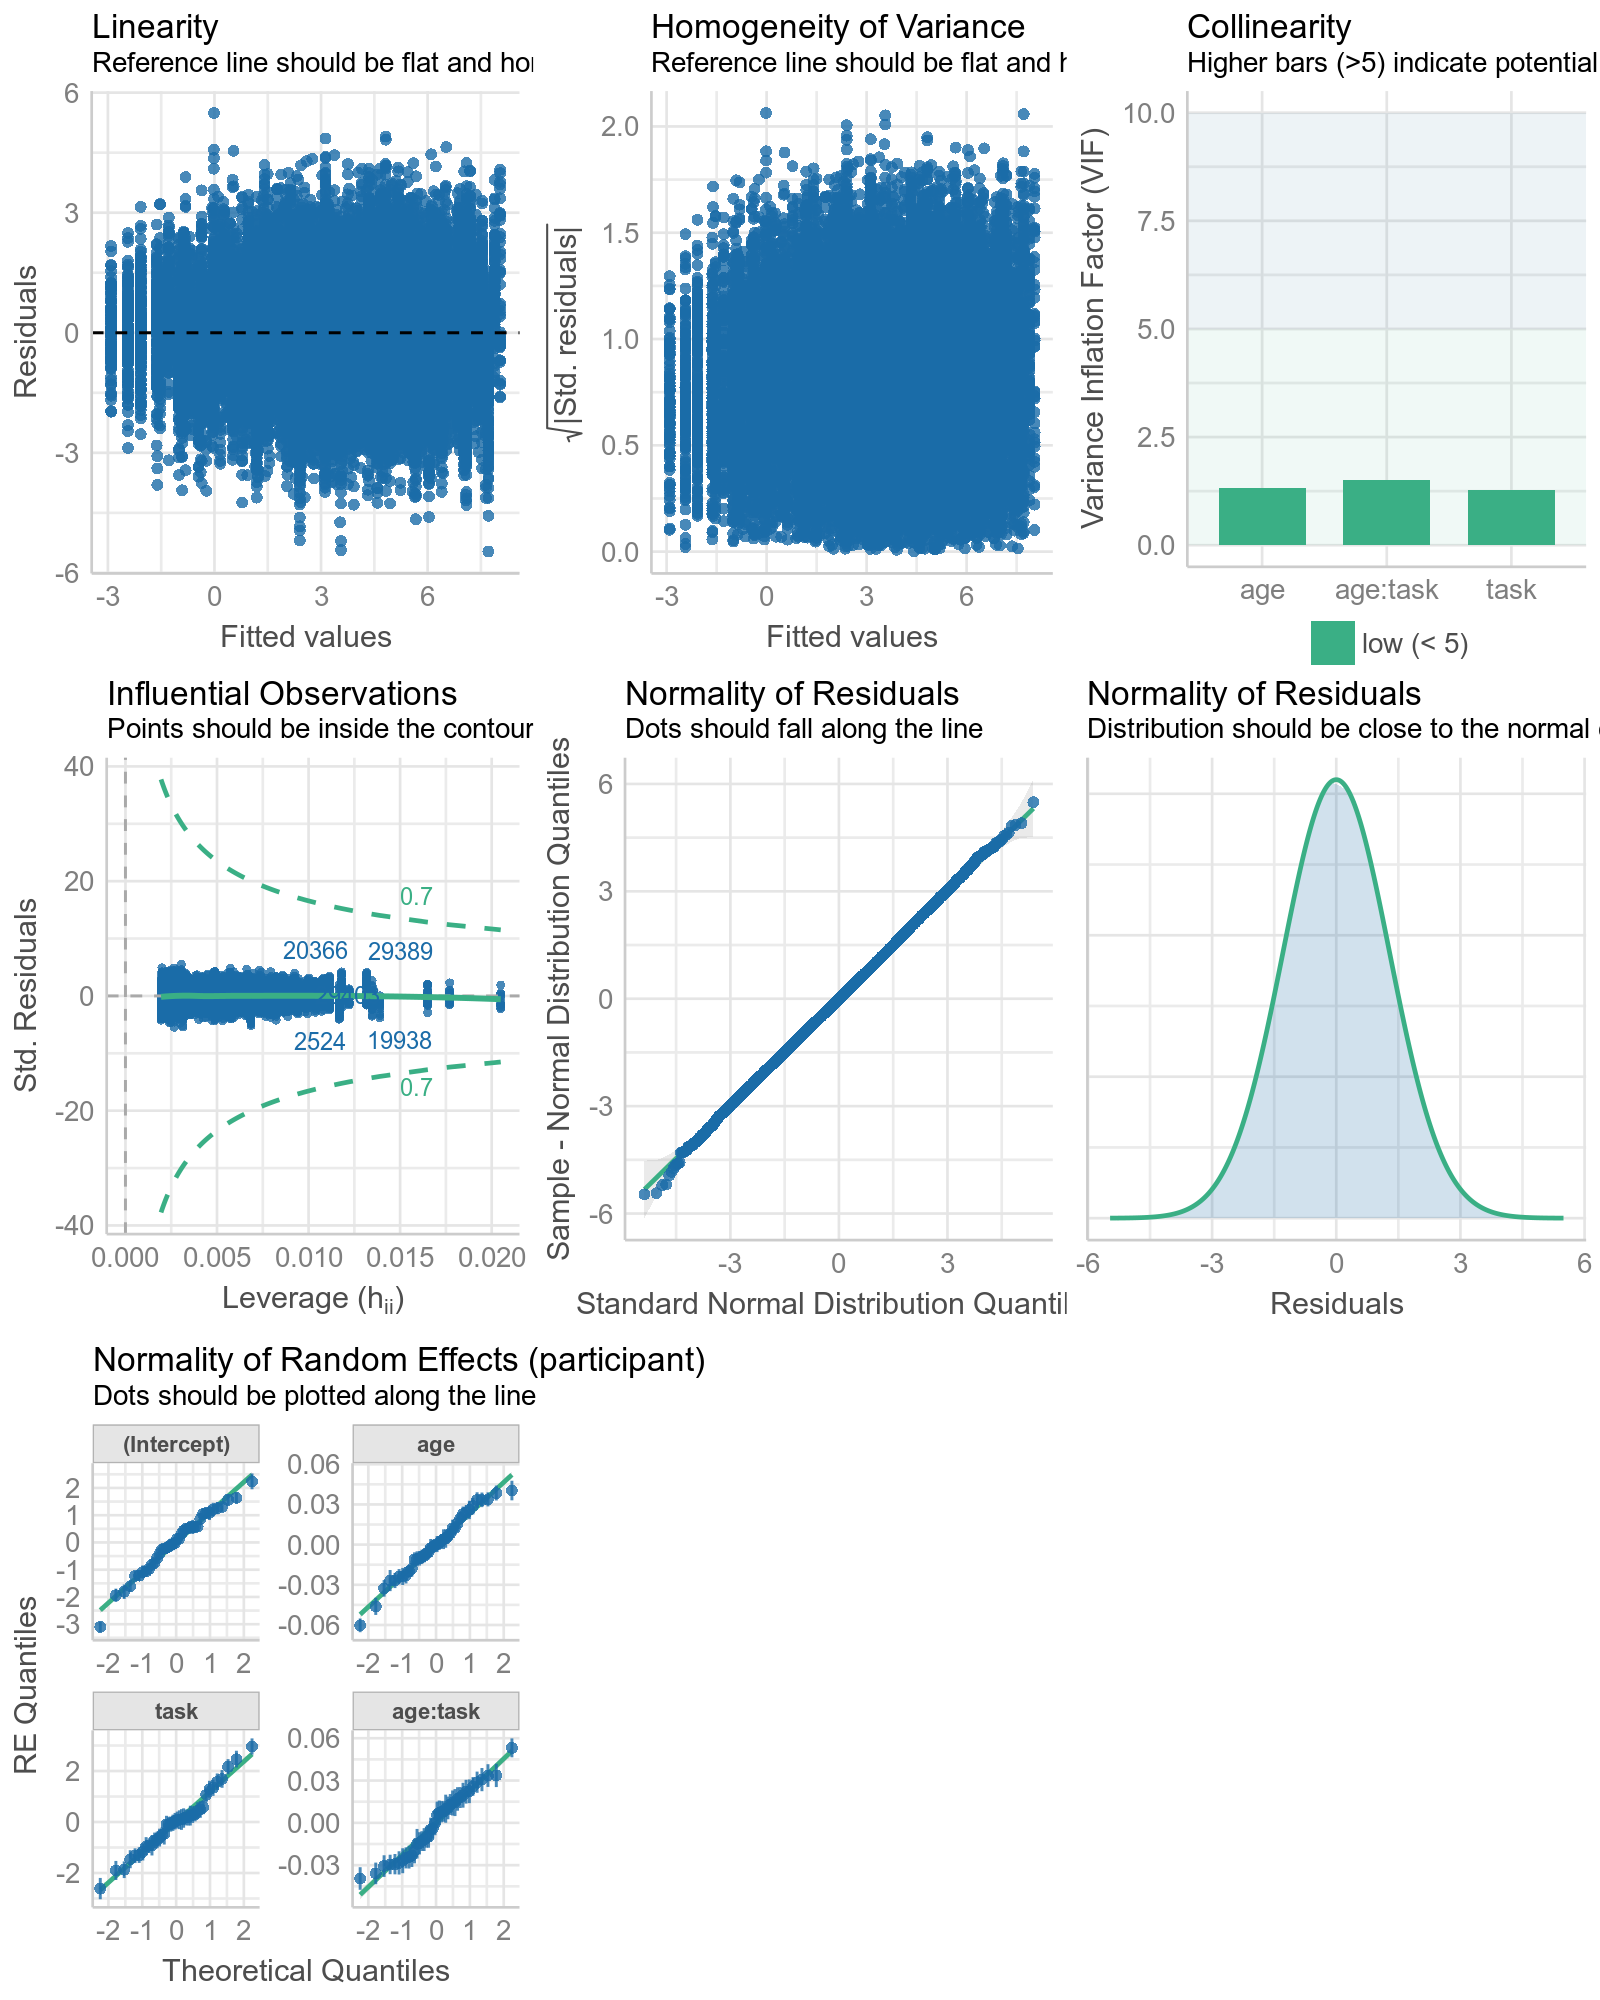 Linearity
Reference line should be flat and hor
6
3
0
-3
-6
Residuals
-3 0 3 6
Fitted values
Homogeneity of Variance
Reference line should be flat and h
2.0
1.5
1.0
0.5
0.0
√|Std. residuals|
-3 0 3 6
Fitted values
Collinearity
Higher bars (>5) indicate potential
10.0
7.5
5.0
2.5
0.0
Variance Inflation Factor (VIF)
age age:task task
low (< 5)
Influential Observations
Points should be inside the contour
40
20
0
-20
-40
Std. Residuals
0.7
20366 29389
2524 19938
0.7
0.000 0.005 0.010 0.015 0.020
Leverage (hii)
Normality of Residuals
Dots should fall along the line
6
3
0
-3
-6
Sample - Normal Distribution Quantiles
-3 0 3
Standard Normal Distribution Quantil
Normality of Residuals
Distribution should be close to the normal
-6 -3 0 3 6
Residuals
Normality of Random Effects (participant)
Dots should be plotted along the line
RE Quantiles
(Intercept)
2
1
0
-1
-2
-3
-2 -1 0 1 2
age
0.06
0.03
0.00
-0.03
-0.06
-2 -1 0 1 2
task
2
0
-2
-2 -1 0 1 2
age:task
0.06
0.03
0.00
-0.03
-2 -1 0 1 2
Theoretical Quantiles